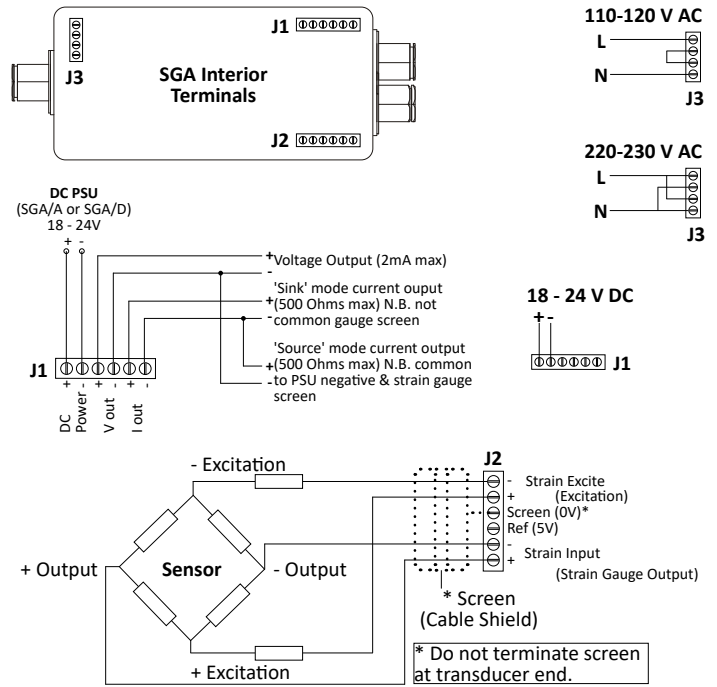 J1
J3
SGA Interior
Terminals
J2
110-120 V AC
L
N
J3
220-230 V AC
L
N
J3
DC PSU
(SGA/A or SGA/D)
18 - 24V
+ -
+ Voltage Output (2mA max)
-
'Sink' mode current ouput
+ (500 Ohms max) N.B. not
- common gauge screen
'Source' mode current output
+ (500 Ohms max) N.B. common
- to PSU negative & strain gauge
screen
J1
+ - + - + -
DC
Power
V out
I out
18 - 24 V DC
+ -
J1
J2
- Excitation
- Strain Excite
+ (Excitation)
Screen (0V)*
Ref (5V)
-
Strain Input
+
(Strain Gauge Output)
+ Output
Sensor
- Output
* Screen
(Cable Shield)
+ Excitation
* Do not terminate screen
at transducer end.